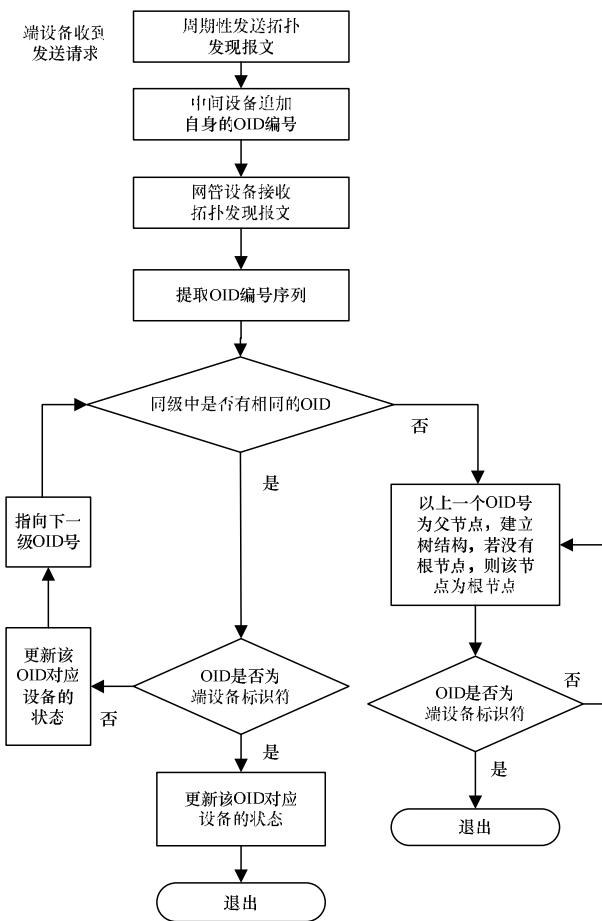 端设备收到
发送请求
周期性发送拓扑
发现报文
中间设备追加
自身的OID编号
网管设备接收
拓扑发现报文
提取OID编号序列
同级中是否有相同的OID
否
是
指向下一
级OID号
以上一个OID号
为父节点，建立
树结构，若没有
根节点，则该节
点为根节点
更新该
OID对应
设备的
状态
否
OID是否为
端设备标识符
是
OID是否为
端设备标识符
否
是
更新该OID对应
设备的状态
退出
退出